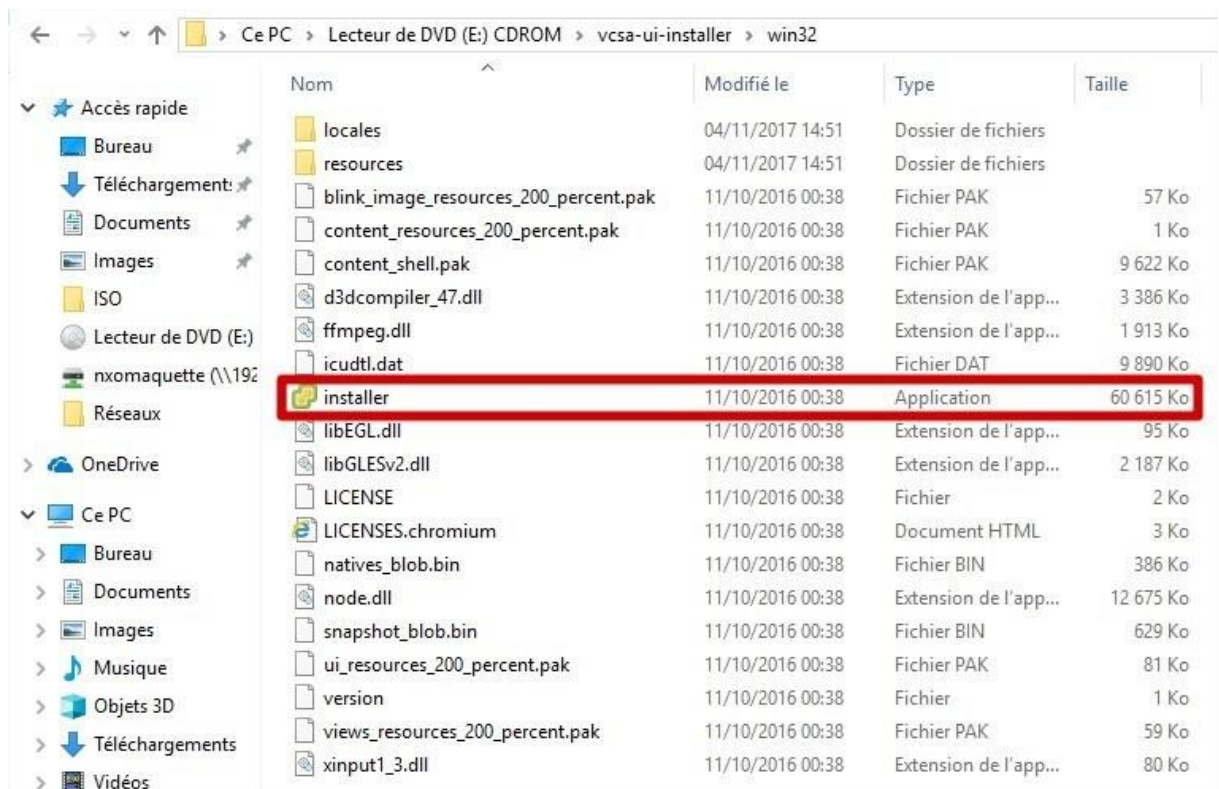 Ce PC > Lecteur de DVD (E:) CDROM > vcsa-ui-installer > win32
Nom Modifié le Type Taille
Accès rapide
Bureau
Téléchargement:
Documents
Images
ISO
Lecteur de DVD (E:)
nxomaquette (\\192
Réseaux
OneDrive
Ce PC
Bureau
Documents
Images
Musique
Objets 3D
Téléchargements
Vidéos
locales 04/11/2017 14:51 Dossier de fichiers
resources 04/11/2017 14:51 Dossier de fichiers
blink_image_resources_200_percent.pak 11/10/2016 00:38 Fichier PAK 57 Ko
content_resources_200_percent.pak 11/10/2016 00:38 Fichier PAK 1 Ko
content_shell.pak 11/10/2016 00:38 Fichier PAK 9 622 Ko
d3dcompiler_47.dll 11/10/2016 00:38 Extension de l'app... 3 386 Ko
ffmpeg.dll 11/10/2016 00:38 Extension de l'app... 1 913 Ko
icudtl.dat 11/10/2016 00:38 Fichier DAT 9 890 Ko
installer 11/10/2016 00:38 Application 60 615 Ko
libEGL.dll 11/10/2016 00:38 Extension de l'app... 95 Ko
libGLESv2.dll 11/10/2016 00:38 Extension de l'app... 2 187 Ko
LICENSE 11/10/2016 00:38 Fichier 2 Ko
LICENSES.chromium 11/10/2016 00:38 Document HTML 3 Ko
natives_blob.bin 11/10/2016 00:38 Fichier BIN 386 Ko
node.dll 11/10/2016 00:38 Extension de l'app... 12 675 Ko
snapshot_blob.bin 11/10/2016 00:38 Fichier BIN 629 Ko
ui_resources_200_percent.pak 11/10/2016 00:38 Fichier PAK 81 Ko
version 11/10/2016 00:38 Fichier 1 Ko
views_resources_200_percent.pak 11/10/2016 00:38 Fichier PAK 59 Ko
xinput1_3.dll 11/10/2016 00:38 Extension de l'app... 80 Ko